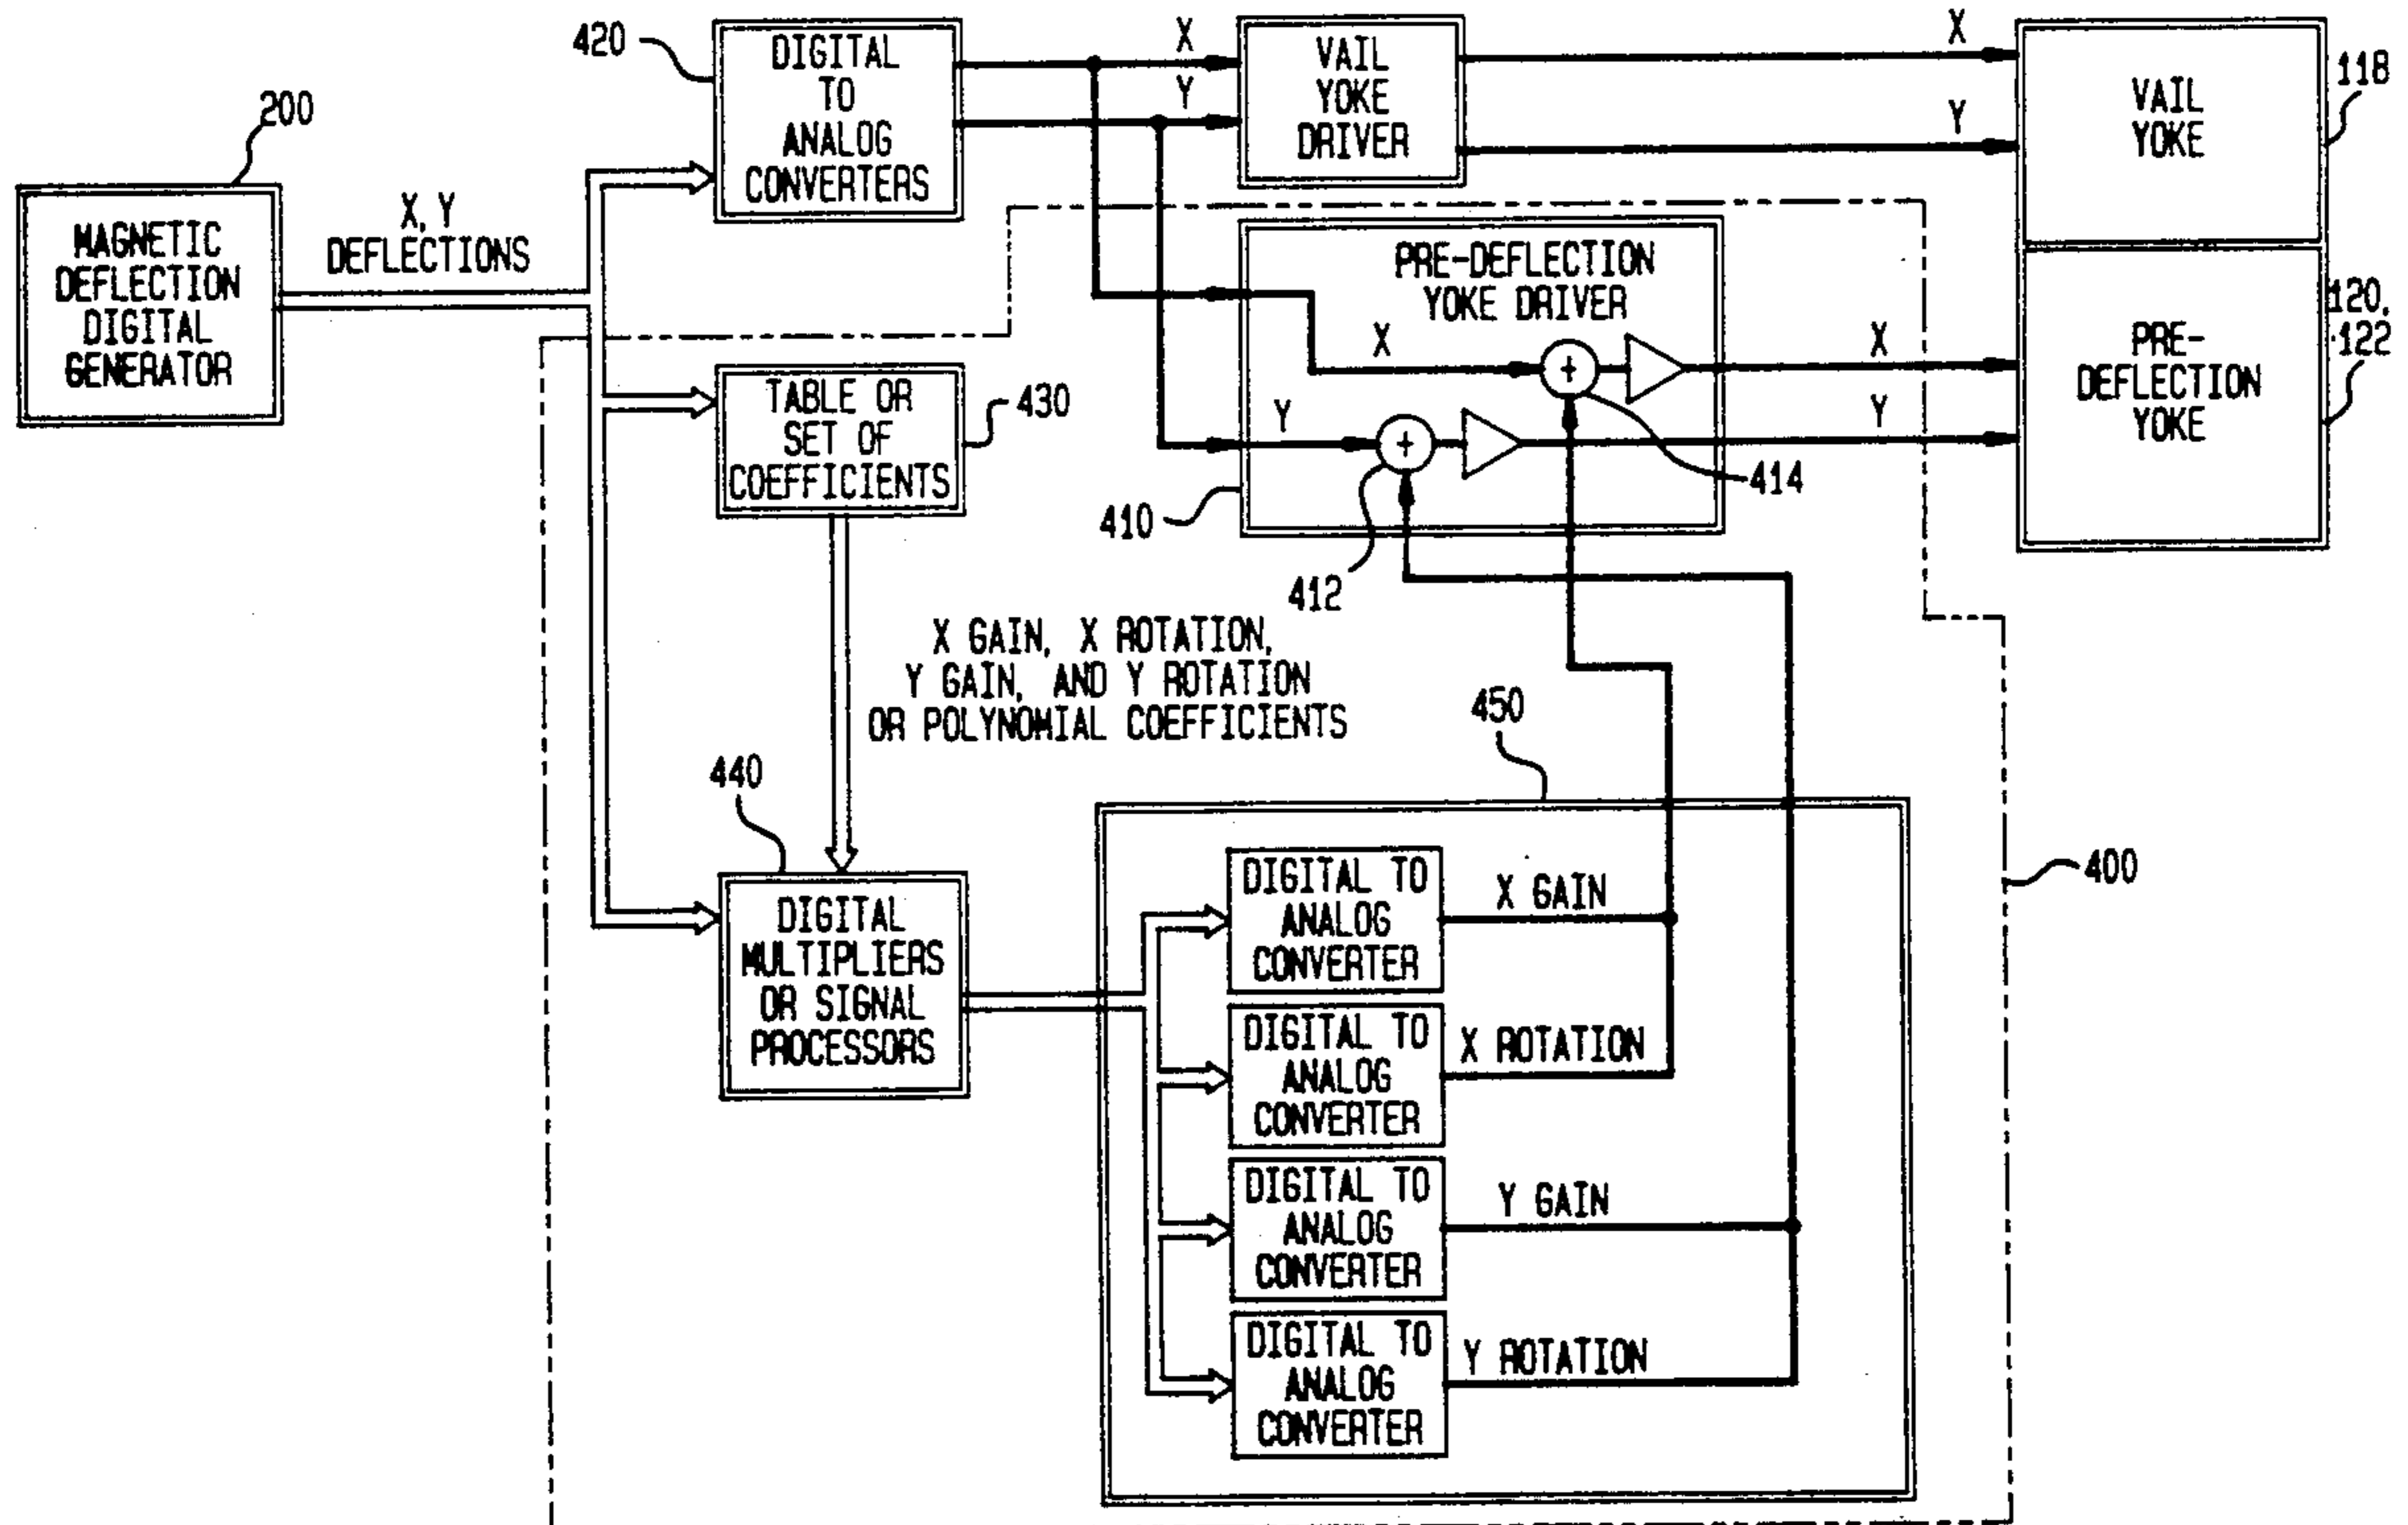 420
DIGITAL
TO
ANALOG
CONVERTERS
X
Y
VAIL
YOKE
DRIVER
X
Y
VAIL
YOKE
118
200
MAGNETIC
DEFLECTION
DIGITAL
GENERATOR
X, Y
DEFLECTIONS
PRE-DEFLECTION
YOKE DRIVER
X
Y
414
412
410
X
Y
PRE-
DEFLECTION
YOKE
120,
122
TABLE OR
SET OF
COEFFICIENTS
430
X GAIN, X ROTATION,
Y GAIN, AND Y ROTATION
OR POLYNOMIAL COEFFICIENTS
440
DIGITAL
MULTIPLIERS
OR SIGNAL
PROCESSORS
450
DIGITAL TO
ANALOG
CONVERTER
X GAIN
DIGITAL TO
ANALOG
CONVERTER
X ROTATION
DIGITAL TO
ANALOG
CONVERTER
Y GAIN
DIGITAL TO
ANALOG
CONVERTER
Y ROTATION
400